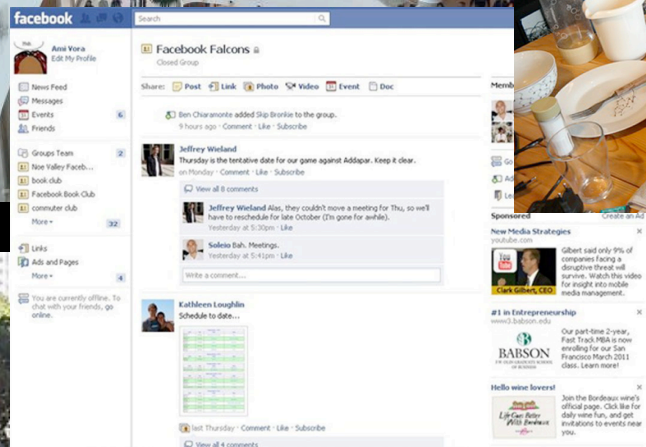 facebook
Search
Ami Vora
Edit My Profile
News Feed
Messages
Events 6
Friends
Groups Team 2
Noe Valley Faceb...
book club
Facebook Book Club
commuter club
More 32
Links
Ads and Pages
More 4
You are currently offline. To
chat with your friends, go
online.
Facebook Falcons
Closed Group
Share: Post Link Photo Video Event Doc
Ben Chiaramonte added Skip Bronkie to the group.
9 hours ago · Comment · Like · Subscribe
Jeffrey Wieland
Thursday is the tentative date for our game against Addapar. Keep it clear.
on Monday · Comment · Like · Subscribe
View all 8 comments
Jeffrey Wieland Alas, they couldn't move a meeting for Thu, so we'll
have to reschedule for late October (I'm gone for awhile).
Yesterday at 5:30pm · Like
Soleio Bah. Meetings.
Yesterday at 5:41pm · Like
Write a comment...
Kathleen Loughlin
Schedule to date...
last Thursday · Comment · Like · Subscribe
View all 4 comments
Memb
Go
Ad
Le
Sponsored Create an Ad
New Media Strategies
youtube.com
You Tube
Clark Gilbert, CEO
Gilbert said only 9% of
companies facing a
disruptive threat will
survive. Watch this video
for insight into mobile
media management.
#1 in Entrepreneurship
www3.babson.edu
BABSON
Our part-time 2-year,
Fast Track MBA is now
enrolling for our San
Francisco March 2011
class. Learn more!
Hello wine lovers!
Life Goes Better
With Bordeaux
Join the Bordeaux wine's
official page. Click like for
daily wine fun, and get
invitations to events near
you.